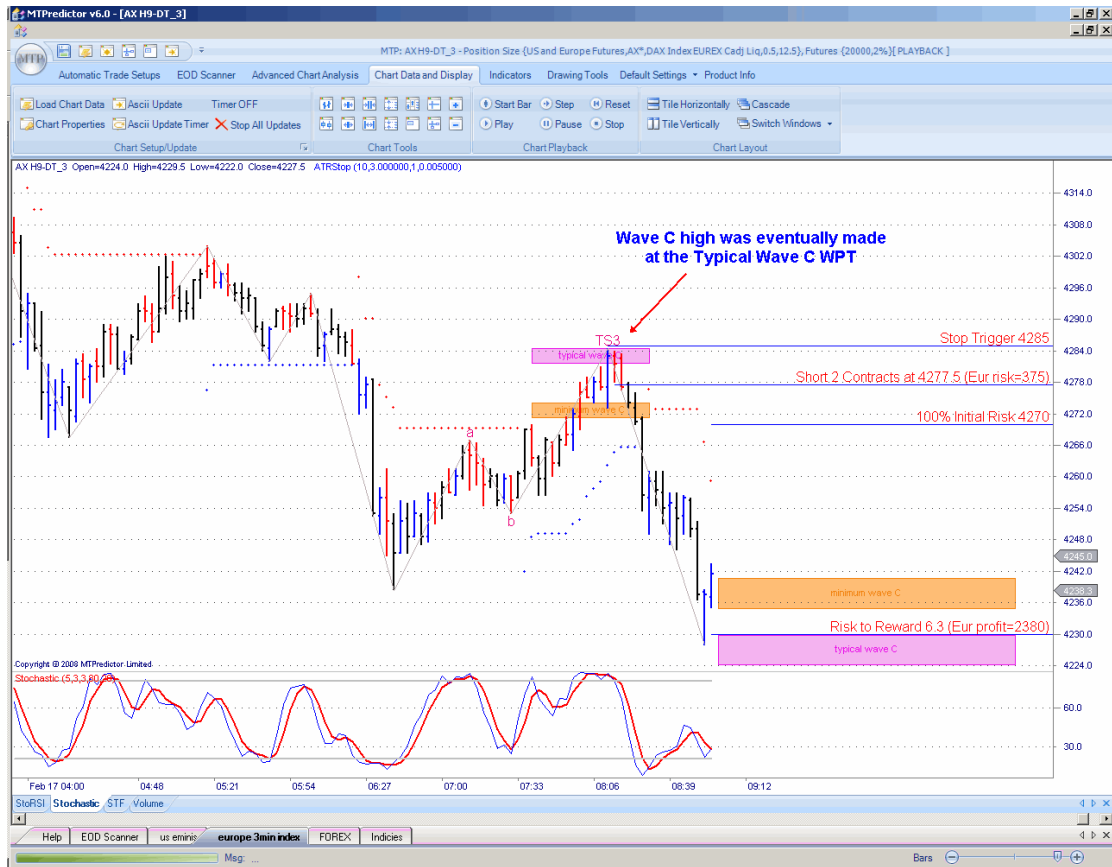 MTPredictor v6.0 - [AX H9-DT_3]
MTP: AX H9-DT_3 - Position Size {US and Europe Futures,AX*,DAX Index EUREX Cadj Liq,0.5,12.5}, Futures {20000,2%}[ PLAYBACK ]
MTP
Automatic Trade Setups EOD Scanner Advanced Chart Analysis Chart Data and Display Indicators Drawing Tools Default Settings Product Info
Load Chart Data Ascii Update Timer OFF Start Bar Step Reset Tile Horizontally Cascade
Chart Properties Ascii Update Timer Stop All Updates Play Pause Stop Tile Vertically Switch Windows
Chart Setup/Update Chart Tools Chart Playback Chart Layout
AX H9-DT_3 Open=4224.0 High=4229.5 Low=4222.0 Close=4227.5 ATRStop (10,3.000000,1,0.005000)
4314.0
4308.0
Wave C high was eventually made
at the Typical Wave C WPT
4302.0
4296.0
4290.0
TS3
Stop Trigger 4285
4284.0
typical wave C
Short 2 Contracts at 4277.5 (Eur risk=375)
4278.0
minimum wave C
100% Initial Risk 4270
4272.0
a
4266.0
4260.0
b
4254.0
4248.0
4245.0
4242.0
4238.3
minimum wave C
4236.0
Risk to Reward 6.3 (Eur profit=2380)
4230.0
typical wave C
Copyright @ 2008 MTPredictor Limited
4224.0
Stochastic (5,3,3,80,20)
60.0
30.0
Feb 17 04:00 04:48 05:21 05:54 06:27 07:00 07:33 08:06 08:39 09:12
StoRSI Stochastic STF Volume
Help EOD Scanner us eminis europe 3min index FOREX Indicies
Msg: ... Bars